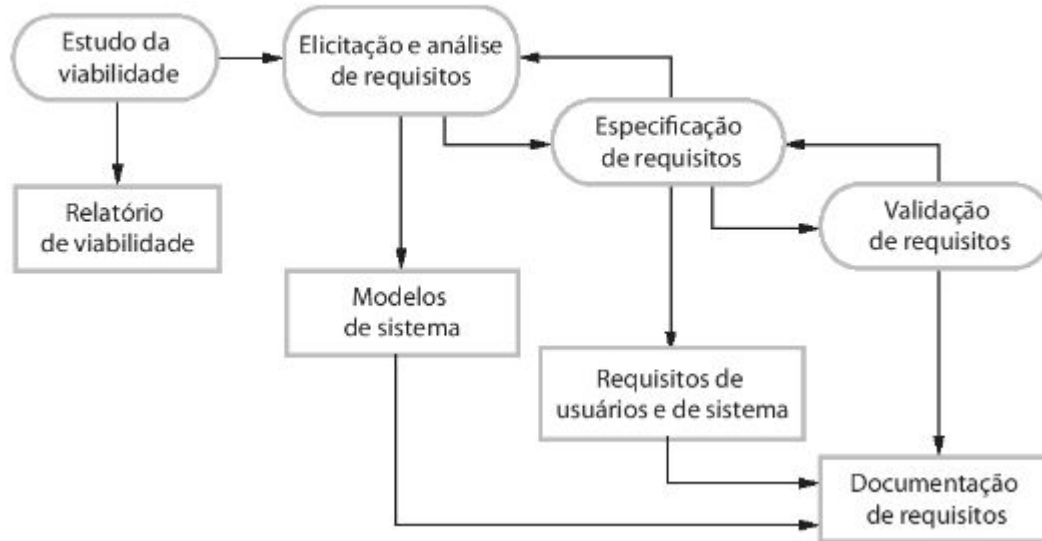 Estudo da
viabilidade
Elicitação e análise
de requisitos
Especificação
de requisitos
Relatório
de viabilidade
Validação
de requisitos
Modelos
de sistema
Requisitos de
usuários e de sistema
Documentação
de requisitos